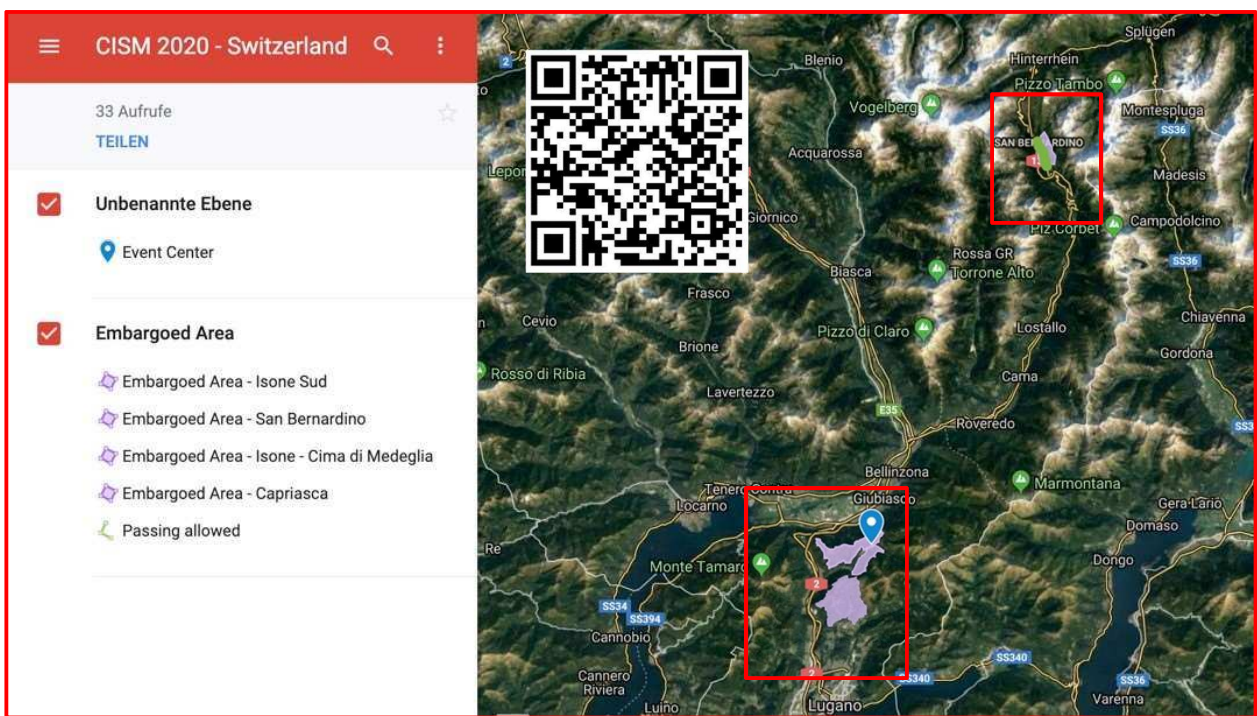 CISM 2020 - Switzerland
33 Aufrufe
TEILEN
Unbenannte Ebene
Event Center
Embargoed Area
Embargoed Area - Isone Sud
Embargoed Area - San Bernardino
Embargoed Area - Isone - Cima di Medeglia
Embargoed Area - Capriasca
Passing allowed
Splügen
2
Blenio
Hinterrhein
Pizzo Tambo
Vogelberg
Montespluga
SS36
SAN BERNARDINO
Acquarossa
Madesis
Giornico
Piz Corbet
Campodolcino
Rossa GR
SS36
Biasca
Torrone Alto
Frasco
Chiavenna
Cevio
Pizzo di Claro
Lostallo
Brione
Gordona
Rosso di Ribia
Cama
Lavertezzo
E35
Roveredo
Bellinzona
Marmontana
Tenero-Contra
Giubiasco
Locarno
Gera Lario
Domaso
Re
Monte Tamaro
Dongo
2
SS34
SS394
Cannobio
SS340
Cannero
Riviera
2
SS340
SS36
Luino
Lugano
Varenna